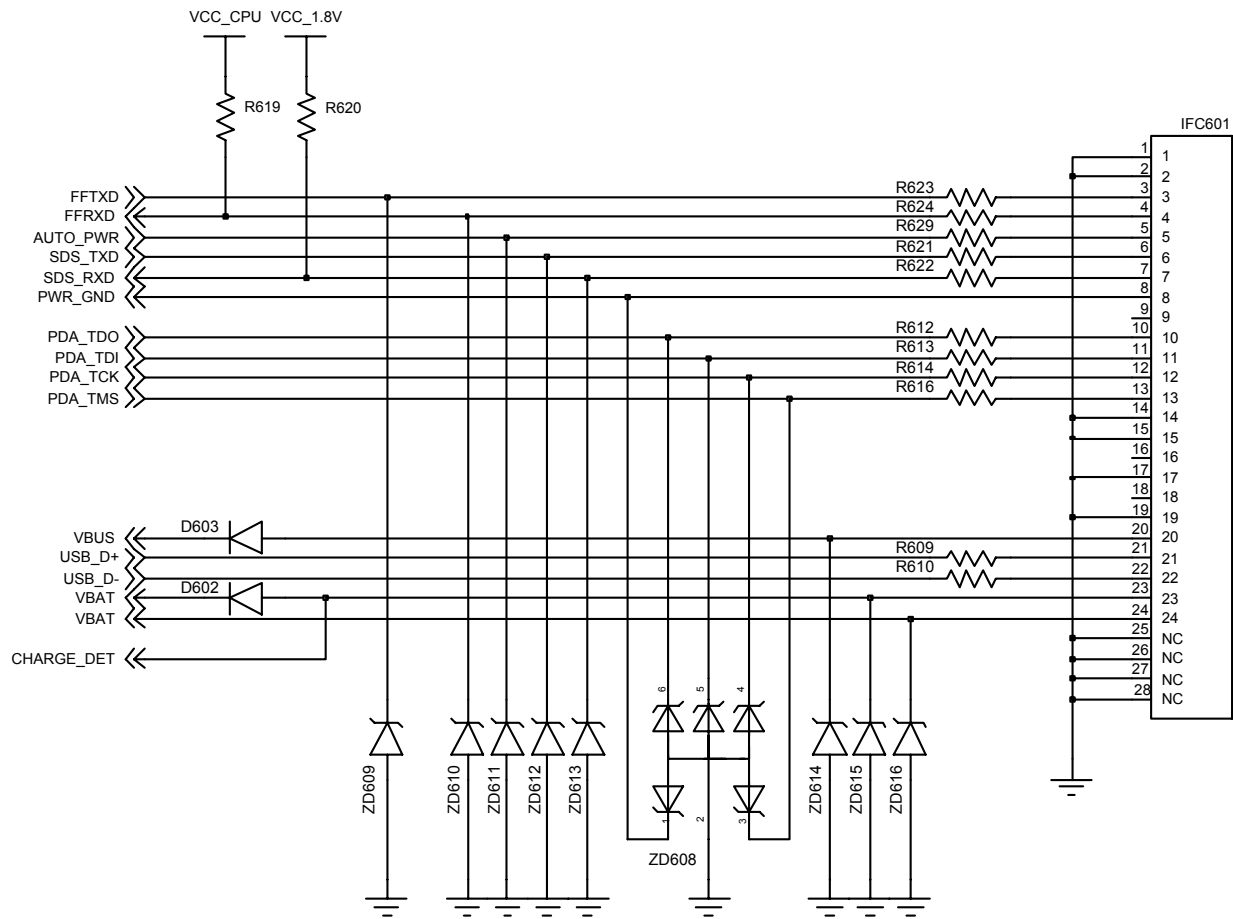 VCC_CPU VCC_1.8V
R619 R620
IFC601
1 1
2 2
FFTXD R623 3 3
FFRXD R624 4 4
AUTO_PWR R629 5 5
SDS_TXD R621 6 6
SDS_RXD R622 7 7
PWR_GND 8 8
9 9
PDA_TDO R612 10 10
PDA_TDI R613 11 11
PDA_TCK R614 12 12
PDA_TMS R616 13 13
14 14
15 15
16 16
17 17
18 18
19 19
VBUS D603 20 20
USB_D+ R609 21 21
USB_D- R610 22 22
VBAT D602 23 23
VBAT 24 24
25 NC
CHARGE_DET 26 NC
27 NC
28 NC
6 5 4
ZD609 ZD610 ZD611 ZD612 ZD613 ZD614 ZD615 ZD616
1 2 3
ZD608